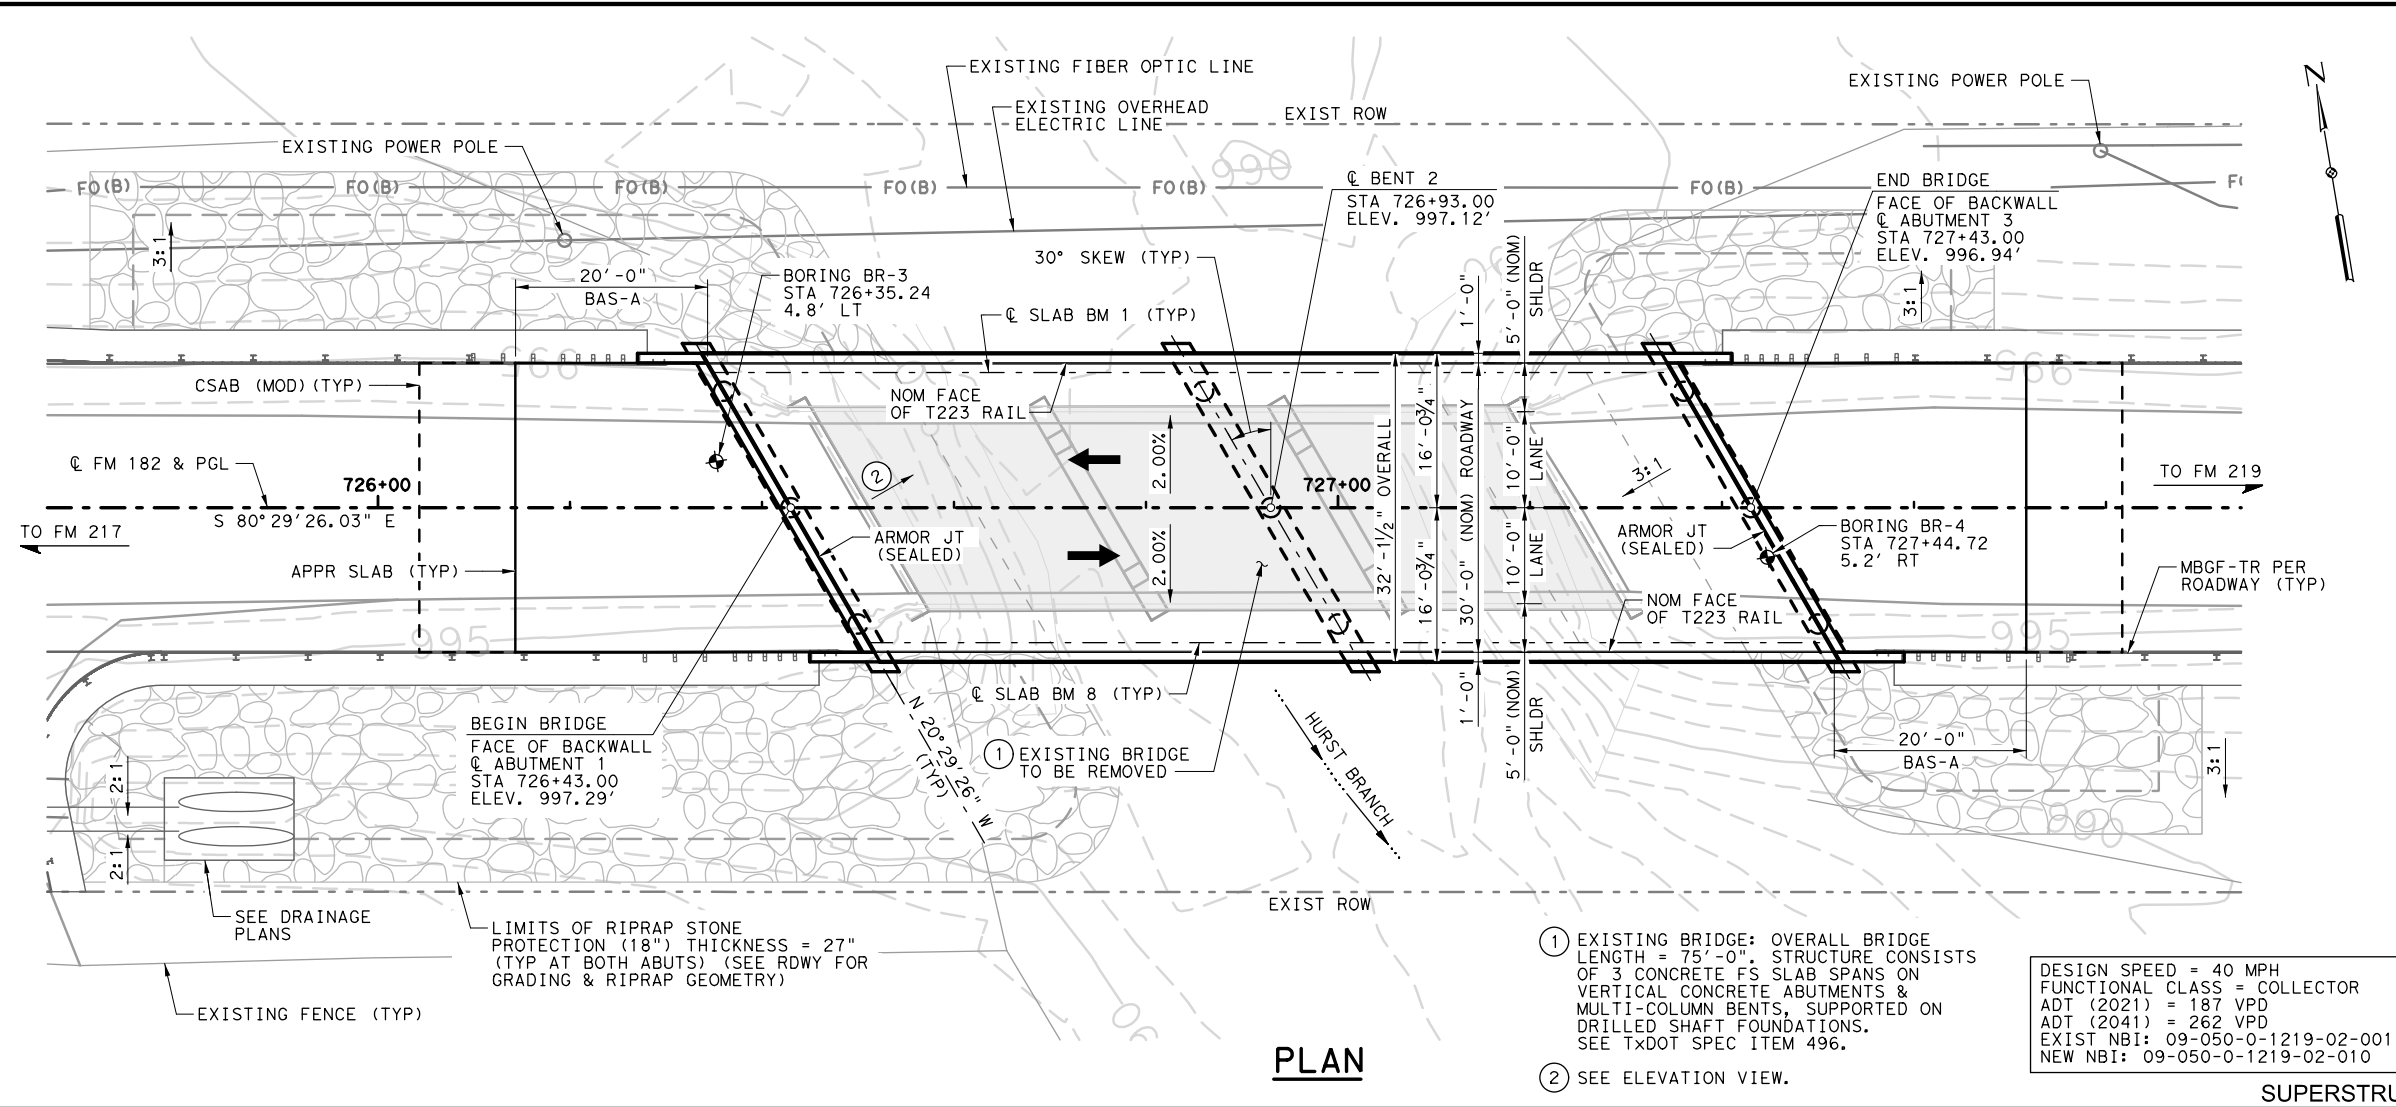 EXISTING FIBER OPTIC LINE
EXISTING OVERHEAD
ELECTRIC LINE
EXIST ROW
EXISTING POWER POLE
N
EXISTING POWER POLE
FO(B)
FO(B)
FO(B)
FO(B)
FO(B)
FO(B)
990
℄ BENT 2
STA 726+93.00
ELEV. 997.12'
END BRIDGE
FACE OF BACKWALL
℄ ABUTMENT 3
STA 727+43.00
ELEV. 996.94'
3:1
20'-0"
BAS-A
BORING BR-3
STA 726+35.24
4.8' LT
30° SKEW (TYP)
℄ SLAB BM 1 (TYP)
1'-0"
5'-0"(NOM)
SHLDR
3:1
995
995
CSAB (MOD)(TYP)
NOM FACE
OF T223 RAIL
℄ FM 182 & PGL
726+00
S 80°29'26.03" E
TO FM 217
APPR SLAB (TYP)
2
2.00%
2.00%
ARMOR JT
(SEALED)
727+00
32'-1½" OVERALL
16'-0¾"
16'-0¾"
30'-0" (NOM) ROADWAY
10'-0"
LANE
10'-0"
LANE
3:1
ARMOR JT
(SEALED)
BORING BR-4
STA 727+44.72
5.2' RT
TO FM 219
MBGF-TR PER
ROADWAY (TYP)
NOM FACE
OF T223 RAIL
995
995
℄ SLAB BM 8 (TYP)
1'-0"
5'-0"(NOM)
SHLDR
BEGIN BRIDGE
FACE OF BACKWALL
℄ ABUTMENT 1
STA 726+43.00
ELEV. 997.29'
N 20°29'26" W
(TYP)
1
EXISTING BRIDGE
TO BE REMOVED
HURST BRANCH
20'-0"
BAS-A
3:1
2:1
2:1
990
SEE DRAINAGE
PLANS
LIMITS OF RIPRAP STONE
PROTECTION (18") THICKNESS = 27"
(TYP AT BOTH ABUTS) (SEE RDWY FOR
GRADING & RIPRAP GEOMETRY)
EXISTING FENCE (TYP)
EXIST ROW
PLAN
1 EXISTING BRIDGE: OVERALL BRIDGE
LENGTH = 75'-0". STRUCTURE CONSISTS
OF 3 CONCRETE FS SLAB SPANS ON
VERTICAL CONCRETE ABUTMENTS &
MULTI-COLUMN BENTS, SUPPORTED ON
DRILLED SHAFT FOUNDATIONS.
SEE TxDOT SPEC ITEM 496.
2 SEE ELEVATION VIEW.
DESIGN SPEED = 40 MPH
FUNCTIONAL CLASS = COLLECTOR
ADT (2021) = 187 VPD
ADT (2041) = 262 VPD
EXIST NBI: 09-050-0-1219-02-001
NEW NBI: 09-050-0-1219-02-010
SUPERSTRU